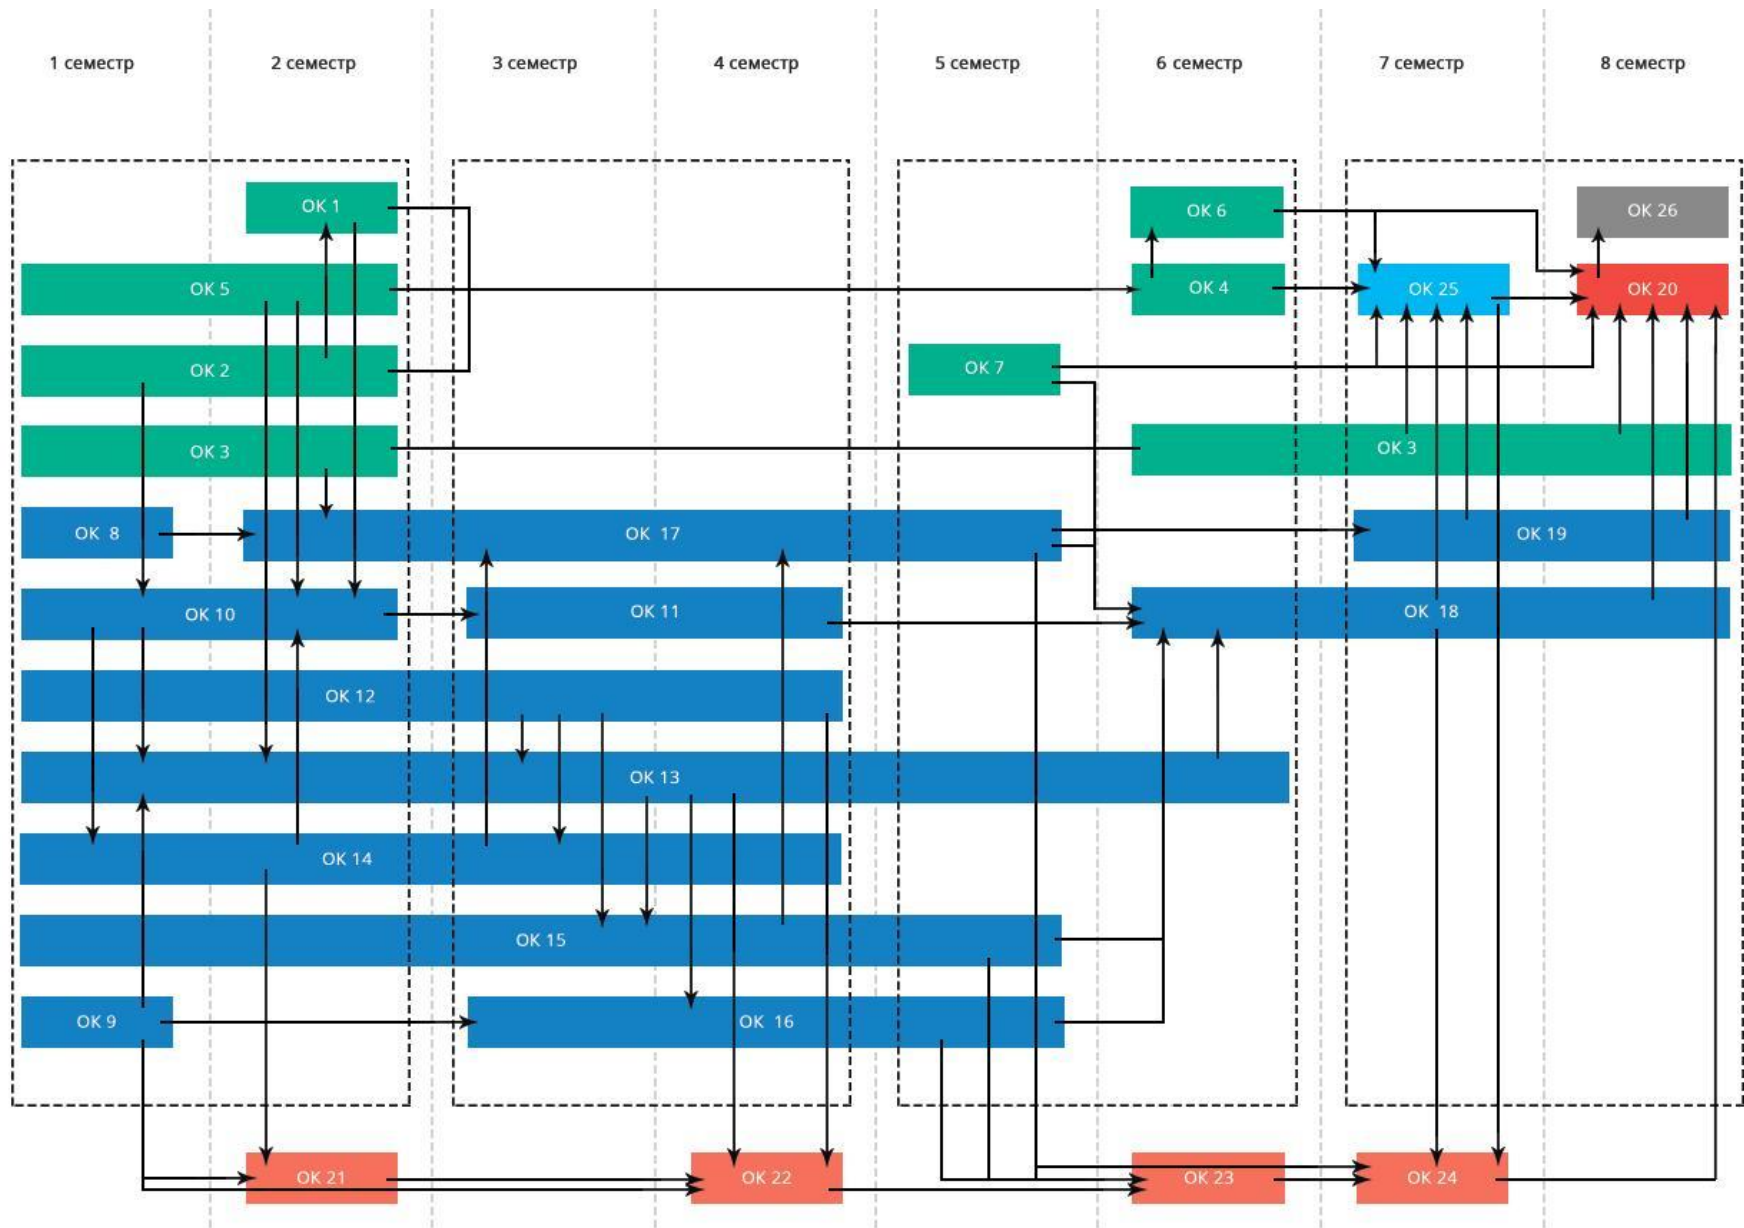 1 семестр
2 семестр
3 семестр
4 семестр
5 семестр
6 семестр
7 семестр
8 семестр
ОК 1
ОК 6
ОК 26
ОК 5
ОК 4
ОК 25
ОК 20
ОК 2
ОК 7
ОК 3
ОК 3
ОК 8
ОК 17
ОК 19
ОК 10
ОК 11
ОК 18
ОК 12
ОК 13
ОК 14
ОК 15
ОК 9
ОК 16
ОК 21
ОК 22
ОК 23
ОК 24